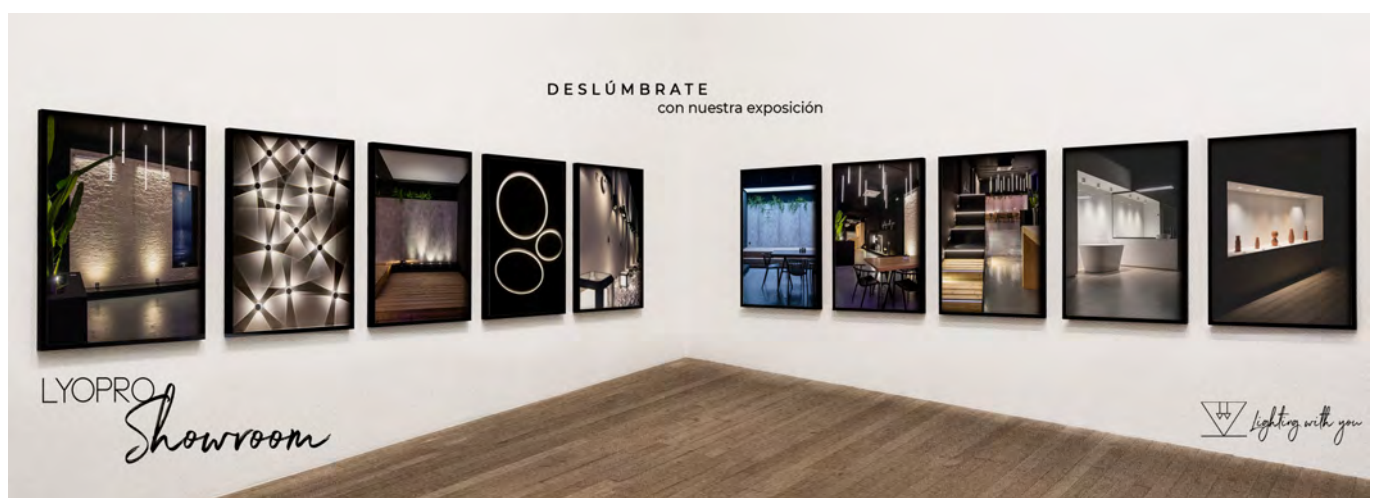 DESLÚMBRATE
con nuestra exposición
LYOPRO
Showroom
Lighting with you